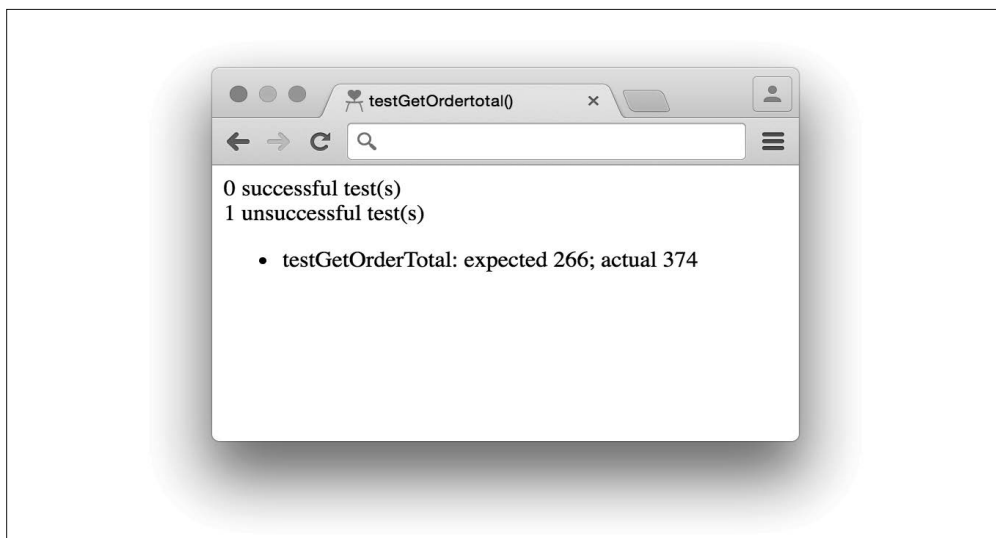 testGetOrdertotal()
0 successful test(s)
1 unsuccessful test(s)
• testGetOrderTotal: expected 266; actual 374